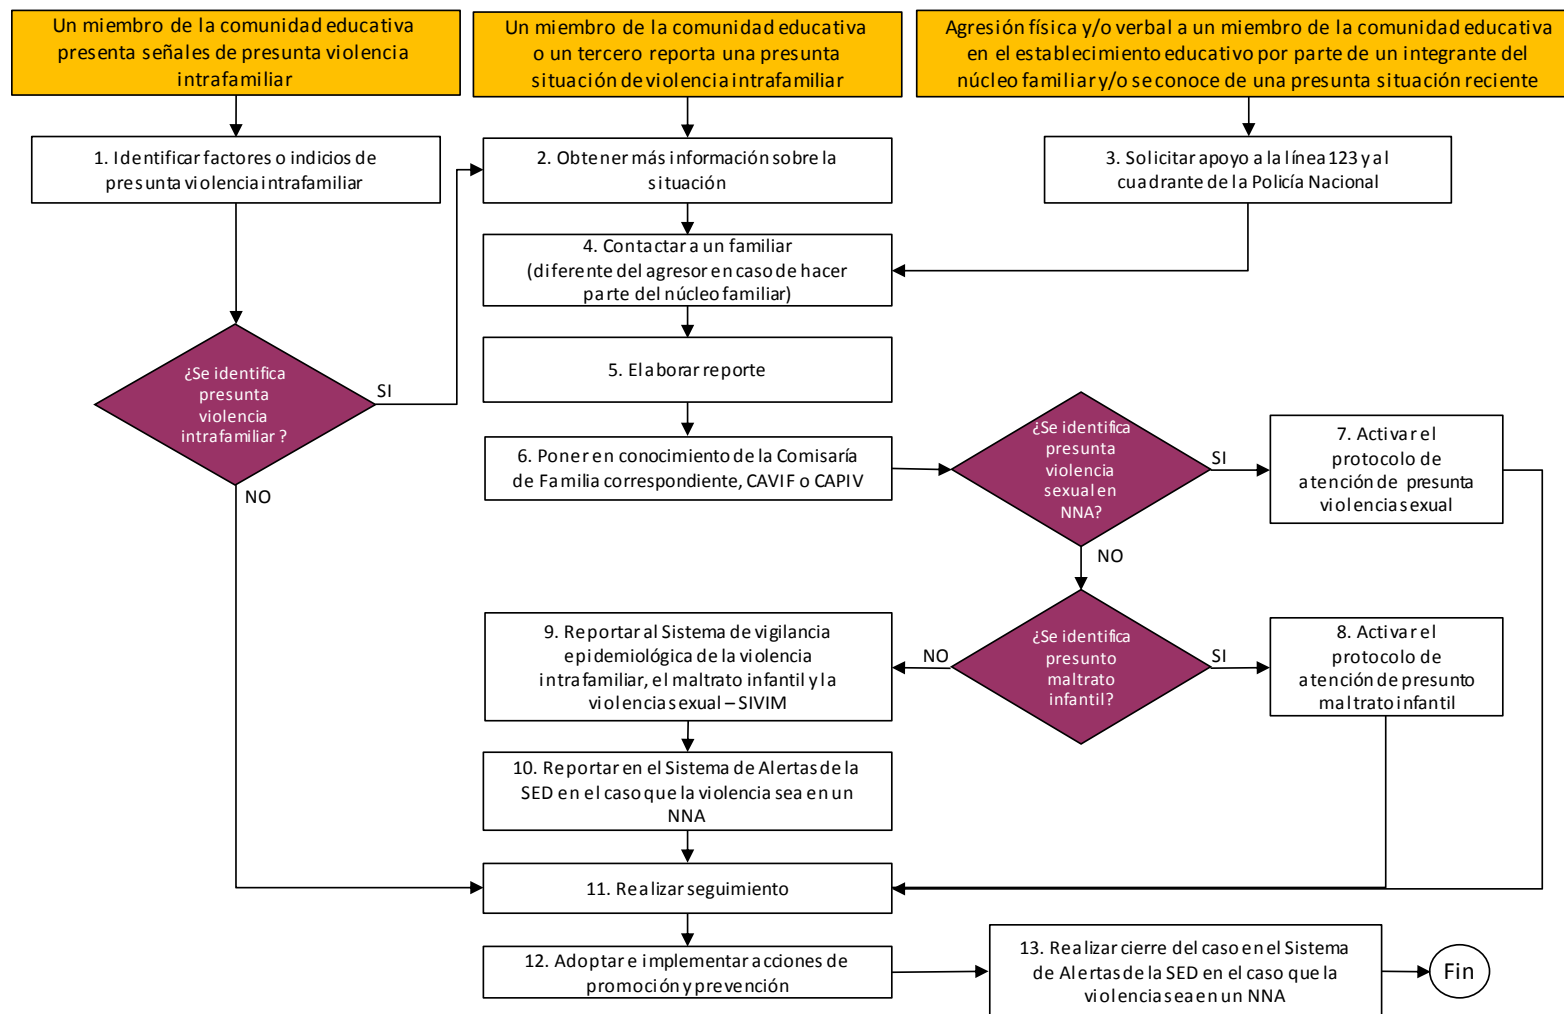 Un miembro de la comunidad educativa
presenta señales de presunta violencia
intrafamiliar
Un miembro de la comunidad educativa
o un tercero reporta una presunta
situación de violencia intrafamiliar
Agresión física y/o verbal a un miembro de la comunidad educativa
en el establecimiento educativo por parte de un integrante del
núcleo familiar y/o se conoce de una presunta situación reciente
1. Identificar factores o indicios de
presunta violencia intrafamiliar
2. Obtener más información sobre la
situación
3. Solicitar apoyo a la línea 123 y al
cuadrante de la Policía Nacional
4. Contactar a un familiar
(diferente del agresor en caso de hacer
parte del núcleo familiar)
¿Se identifica
presunta
violencia
intrafamiliar ?
SI
NO
5. Elaborar reporte
6. Poner en conocimiento de la Comisaría
de Familia correspondiente, CAVIF o CAPIV
¿Se identifica
presunta
violencia
sexual en
NNA?
SI
NO
7. Activar el
protocolo de
atención de presunta
violencia sexual
¿Se identifica
presunto
maltrato
infantil?
NO
SI
8. Activar el
protocolo de
atención de presunto
maltrato infantil
9. Reportar al Sistema de vigilancia
epidemiológica de la violencia
intrafamiliar, el maltrato infantil y la
violencia sexual – SIVIM
10. Reportar en el Sistema de Alertas de la
SED en el caso que la violencia sea en un
NNA
11. Realizar seguimiento
12. Adoptar e implementar acciones de
promoción y prevención
13. Realizar cierre del caso en el Sistema
de Alertas de la SED en el caso que la
violencia sea en un NNA
Fin